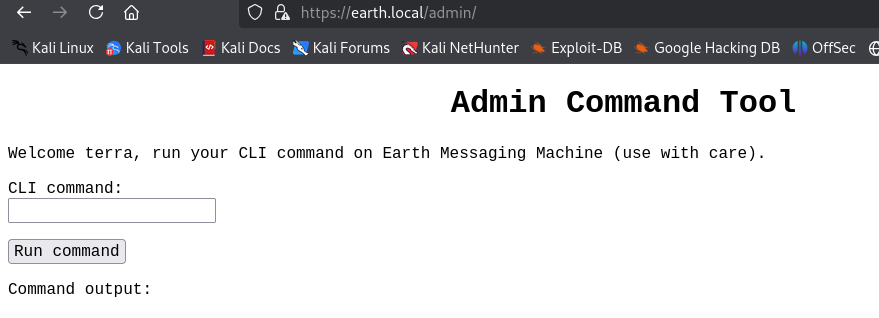 https://earth.local/admin/
Kali Linux Kali Tools Kali Docs Kali Forums Kali NetHunter Exploit-DB Google Hacking DB OffSec
Admin Command Tool
Welcome terra, run your CLI command on Earth Messaging Machine (use with care).
CLI command:
Run command
Command output: